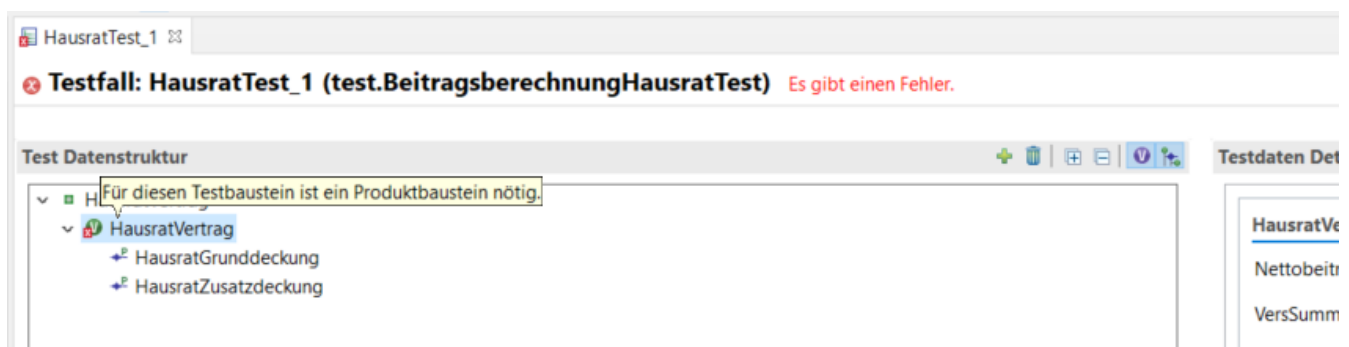 HausratTest_1
Testfall: HausratTest_1 (test.BeitragsberechnungHausratTest) Es gibt einen Fehler.
Test Datenstruktur
Testdaten Det
Für diesen Testbaustein ist ein Produktbaustein nötig.
HausratVertrag
HausratGrunddeckung
HausratZusatzdeckung
HausratVe
Nettobeitr
VersSumm